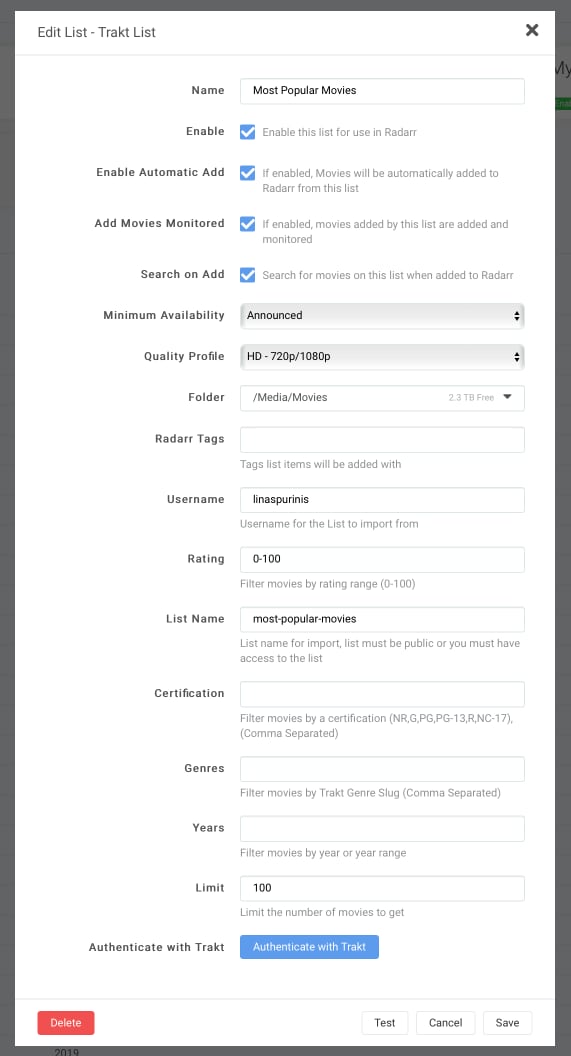 Edit List - Trakt List
My
Name
Most Popular Movies
Enable
Enable this list for use in Radarr
Enable Automatic Add
If enabled, Movies will be automatically added to
Radarr from this list
Add Movies Monitored
If enabled, movies added by this list are added and
monitored
Search on Add
Search for movies on this list when added to Radarr
Minimum Availability
Announced
Quality Profile
HD - 720p/1080p
Folder
/Media/Movies
2.3 TB Free
Radarr Tags
Tags list items will be added with
Username
linaspurinis
Username for the List to import from
Rating
0-100
Filter movies by rating range (0-100)
List Name
most-popular-movies
List name for import, list must be public or you must have
access to the list
Certification
Filter movies by a certification (NR,G,PG,PG-13,R,NC-17),
(Comma Separated)
Genres
Filter movies by Trakt Genre Slug (Comma Separated)
Years
Filter movies by year or year range
Limit
100
Limit the number of movies to get
Authenticate with Trakt
Authenticate with Trakt
Delete
Test
Cancel
Save
2019